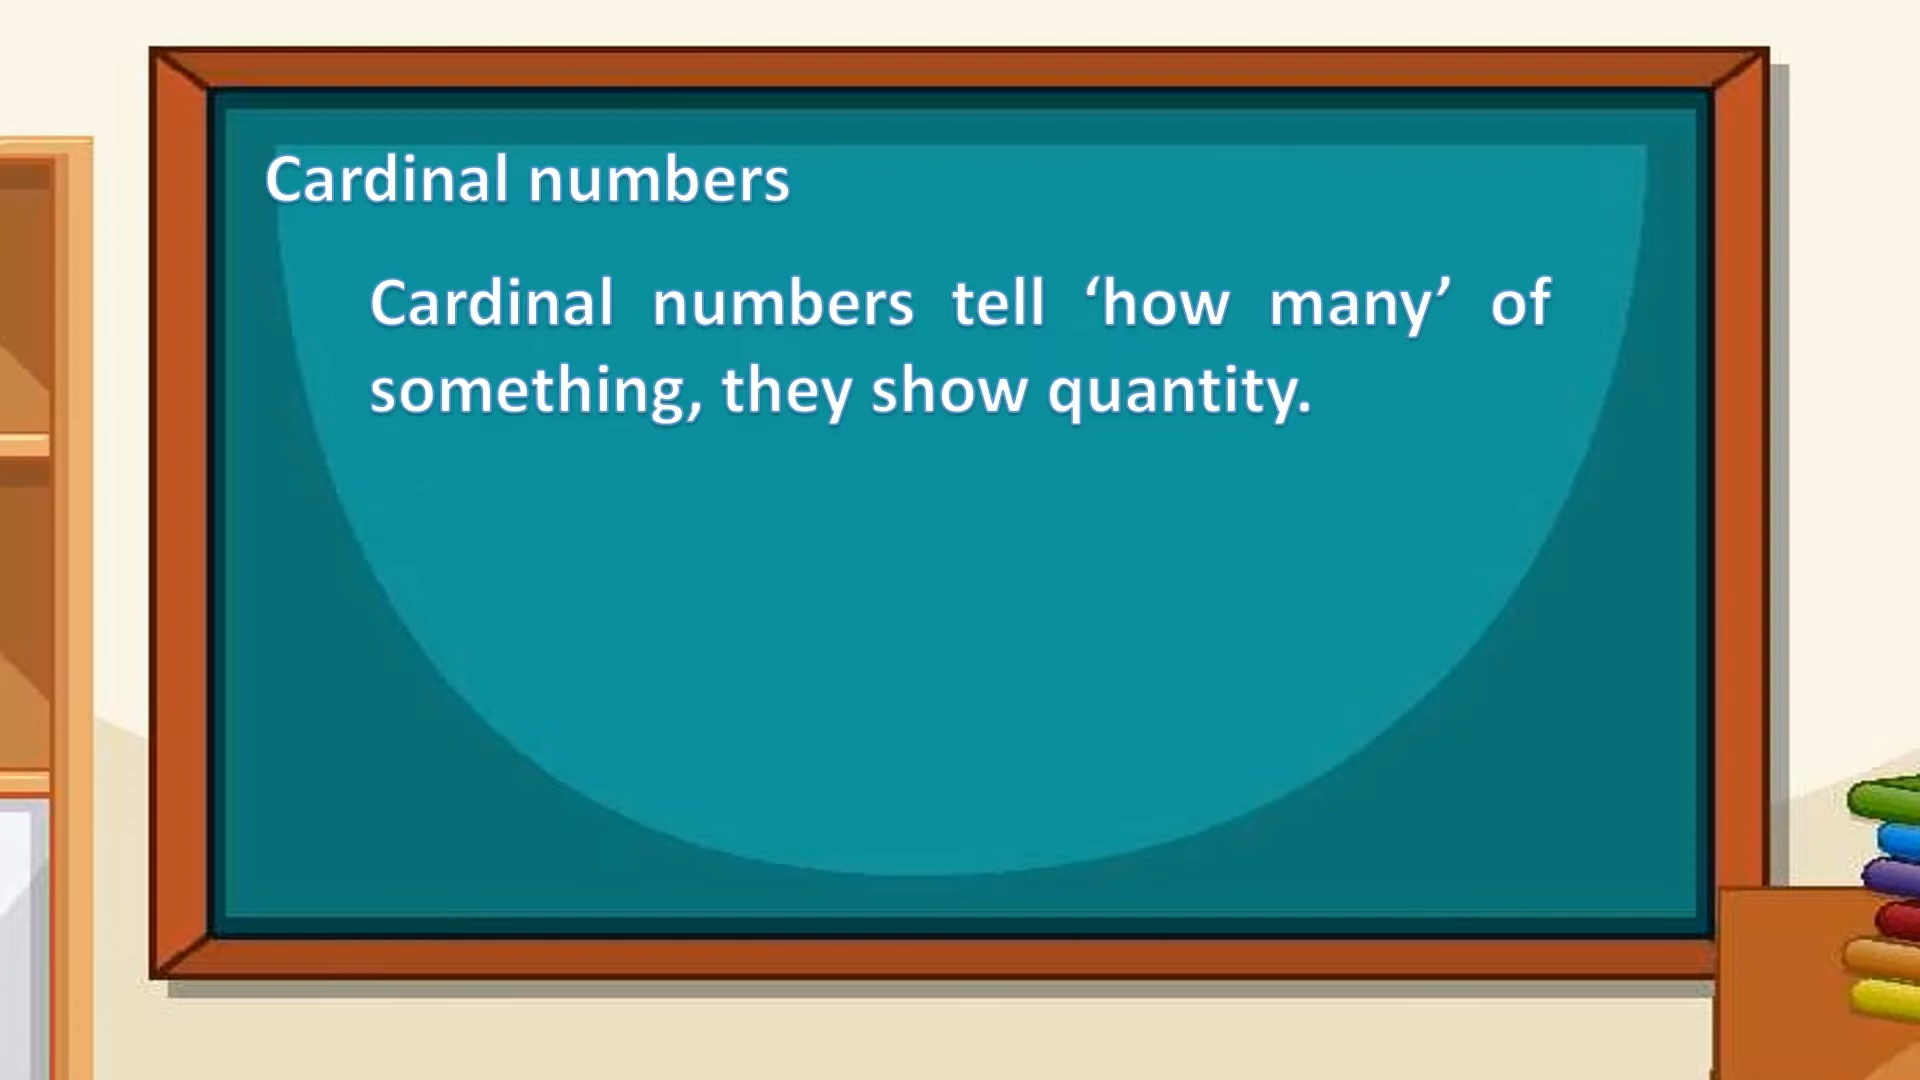 Cardinal numbers
Cardinal numbers tell ‘how many’ of
something, they show quantity.